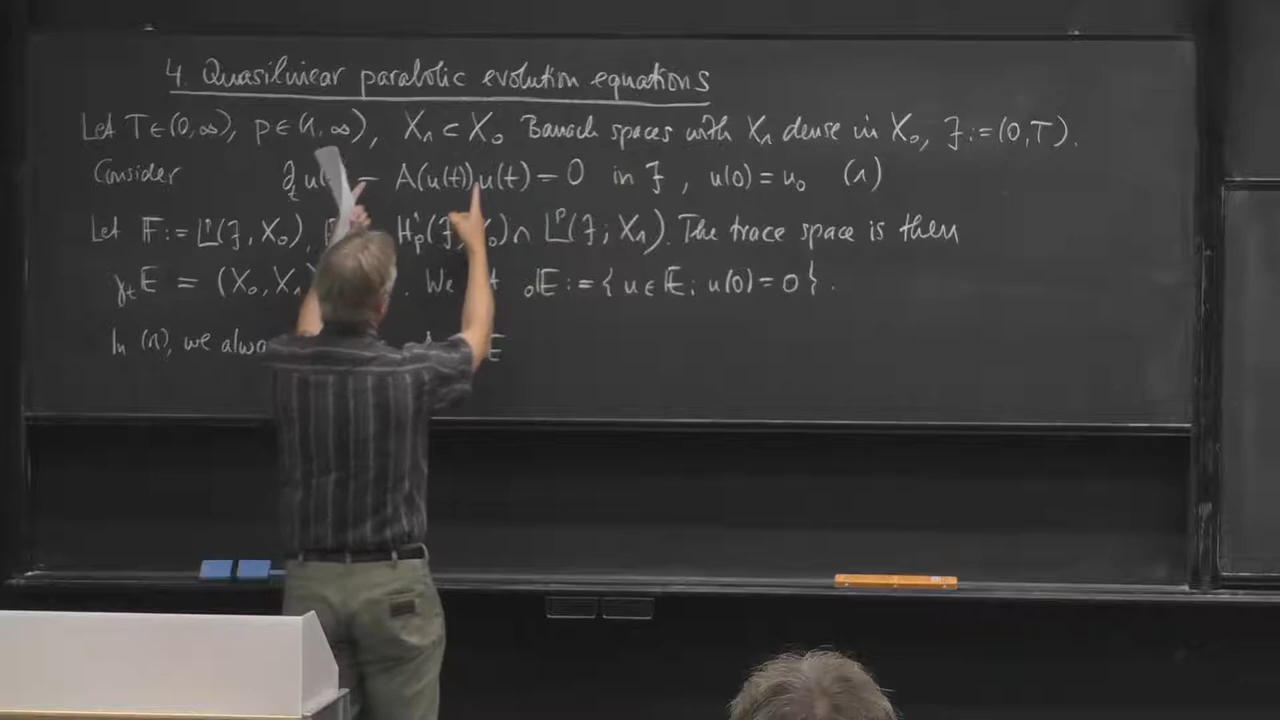 4. Quasilinear parabolic evolution equations
Let T ∈ (0,∞), p ∈ (1,∞), X₁ ⊂ X₀ Banach spaces with X₁ dense in X₀, J := (0,T).
Consider ∂ₜ u( − A(u(t))u(t) = 0 in J, u(0) = u₀ (1)
Let 𝔽 := Lᵖ(J, X₀), H¹ₚ(J, X₀) ∩ Lᵖ(J; X₁). The trace space is then
γₜ𝔼 = (X₀, X₁ . We ₀𝔼 := { u ∈ 𝔼; u(0) = 0 }.
In (1), we 𝔼